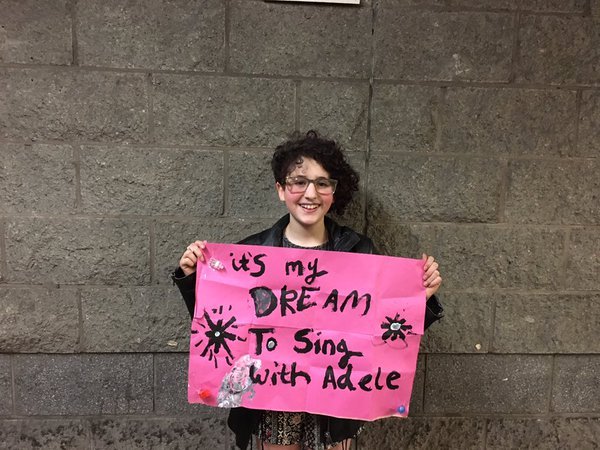 it's my
DREAM
To Sing
with Adele